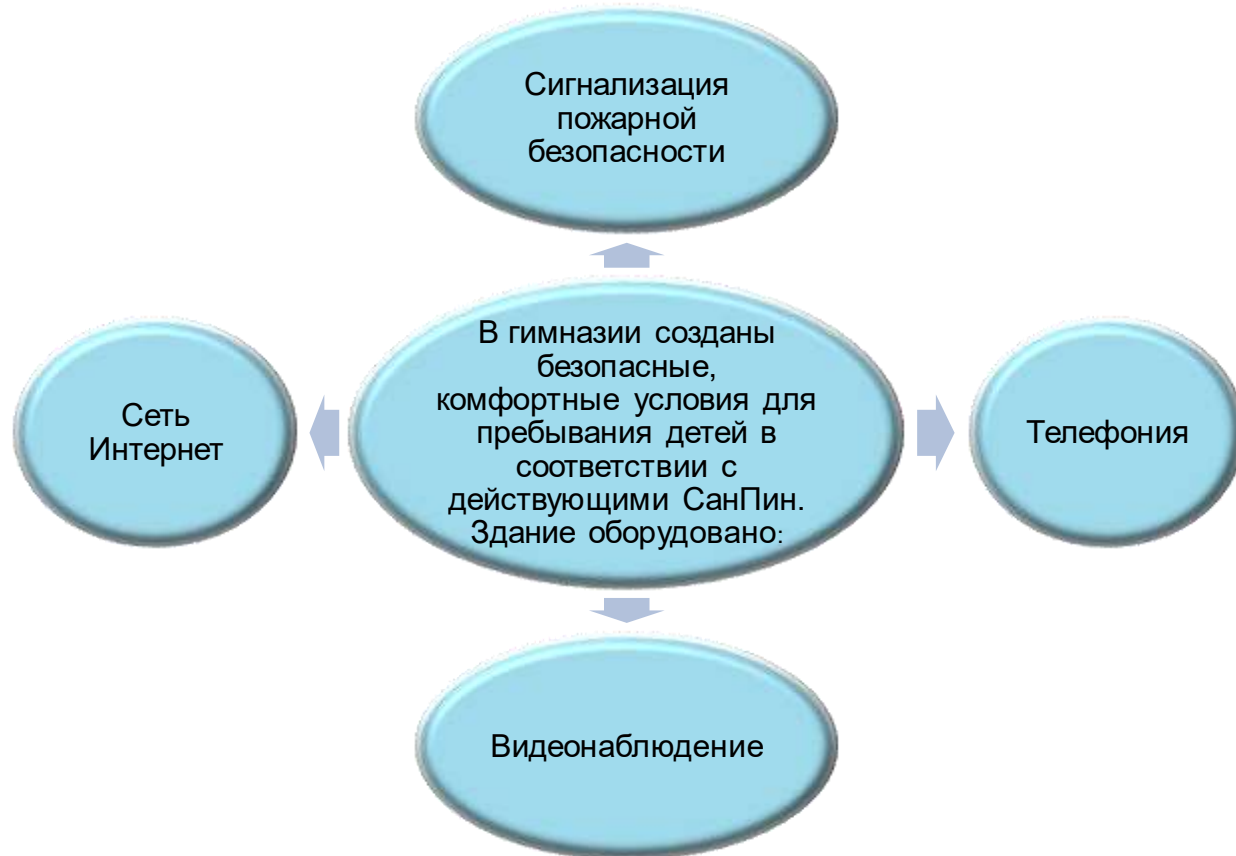 Сигнализация
пожарной
безопасности
В гимназии созданы
безопасные,
комфортные условия для
пребывания детей в
соответствии с
действующими СанПин.
Здание оборудовано:
Сеть
Интернет
Телефония
Видеонаблюдение